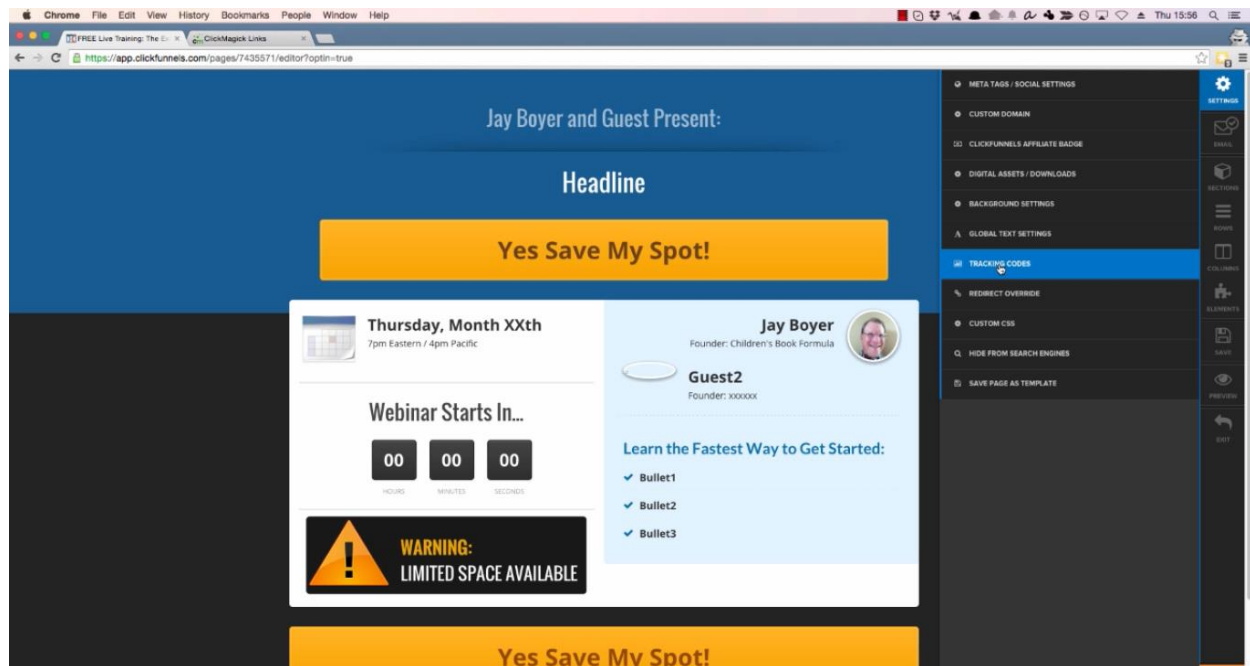 Chrome File Edit View History Bookmarks People Window Help
Thu 15:56
FREE Live Training: The Ex
ClickMagick Links
https://app.clickfunnels.com/pages/7435571/editor?optin=true
Jay Boyer and Guest Present:
Headline
Yes Save My Spot!
Thursday, Month XXth
7pm Eastern / 4pm Pacific
Webinar Starts In...
00 00 00
HOURS MINUTES SECONDS
WARNING:
LIMITED SPACE AVAILABLE
Jay Boyer
Founder: Children's Book Formula
Guest2
Founder: xxxxxx
Learn the Fastest Way to Get Started:
Bullet1
Bullet2
Bullet3
Yes Save My Spot!
META TAGS / SOCIAL SETTINGS
CUSTOM DOMAIN
CLICKFUNNELS AFFILIATE BADGE
DIGITAL ASSETS / DOWNLOADS
BACKGROUND SETTINGS
GLOBAL TEXT SETTINGS
TRACKING CODES
REDIRECT OVERRIDE
CUSTOM CSS
HIDE FROM SEARCH ENGINES
SAVE PAGE AS TEMPLATE
SETTINGS
EMAIL
SECTIONS
ROWS
COLUMNS
ELEMENTS
SAVE
PREVIEW
EXIT